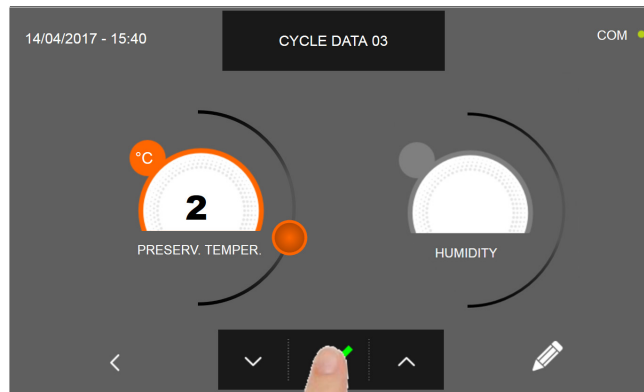 14/04/2017 - 15:40
CYCLE DATA 03
COM
°C
2
PRESERV. TEMPER.
HUMIDITY